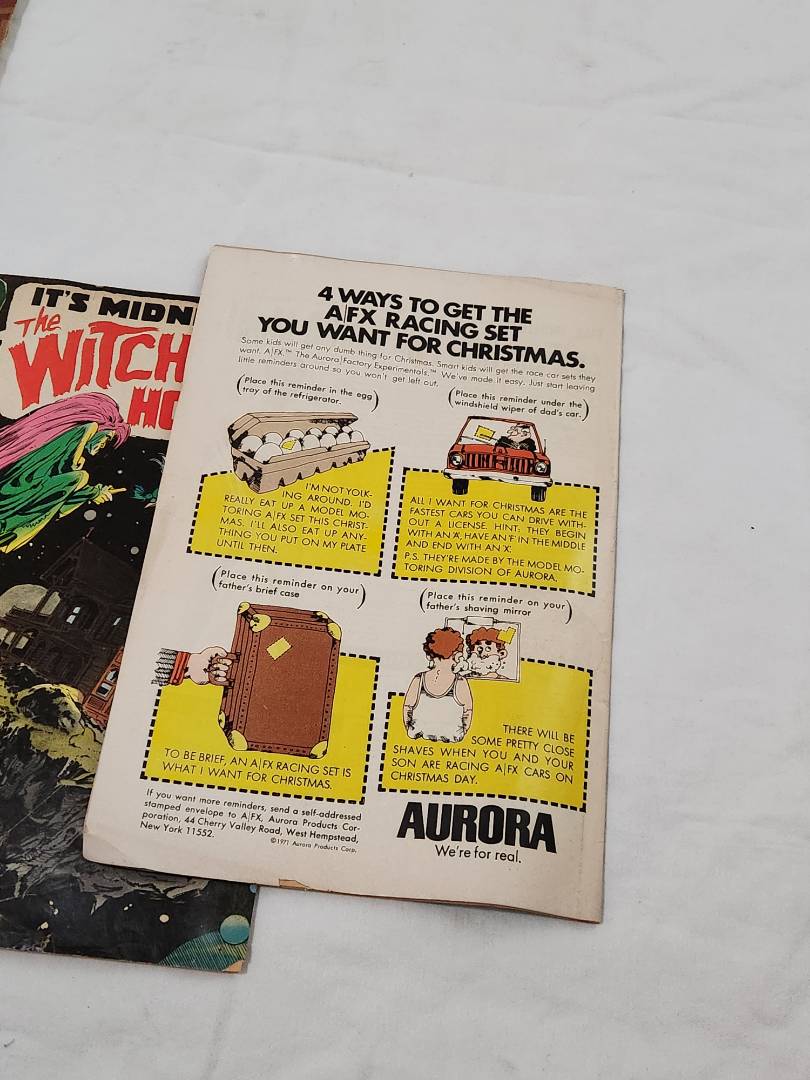 IT'S MIDN
The
WITCH
HO
4 WAYS TO GET THE
A|FX RACING SET
YOU WANT FOR CHRISTMAS.
Some kids will get any dumb thing for Christmas. Smart kids will get the race car sets they
want. A|FX.™ The Aurora|Factory Experimentals.™ We've made it easy. Just start leaving
little reminders around so you won't get left out.
(Place this reminder in the egg
tray of the refrigerator.)
I'M NOT YOLK-
ING AROUND. I'D
REALLY EAT UP A MODEL MO-
TORING A|FX SET THIS CHRIST-
MAS. I'LL ALSO EAT UP ANY-
THING YOU PUT ON MY PLATE
UNTIL THEN.
(Place this reminder under the
windshield wiper of dad's car.)
ALL I WANT FOR CHRISTMAS ARE THE
FASTEST CARS YOU CAN DRIVE WITH-
OUT A LICENSE. HINT: THEY BEGIN
WITH AN 'A', HAVE AN 'F' IN THE MIDDLE
AND END WITH AN 'X'.
P.S. THEY'RE MADE BY THE MODEL MO-
TORING DIVISION OF AURORA.
(Place this reminder on your
father's brief case)
TO BE BRIEF, AN A|FX RACING SET IS
WHAT I WANT FOR CHRISTMAS.
(Place this reminder on your
father's shaving mirror)
THERE WILL BE
SOME PRETTY CLOSE
SHAVES WHEN YOU AND YOUR
SON ARE RACING A|FX CARS ON
CHRISTMAS DAY.
If you want more reminders, send a self-addressed
stamped envelope to A|FX, Aurora Products Cor-
poration, 44 Cherry Valley Road, West Hempstead,
New York 11552.
©1971 Aurora Products Corp.
AURORA
We're for real.